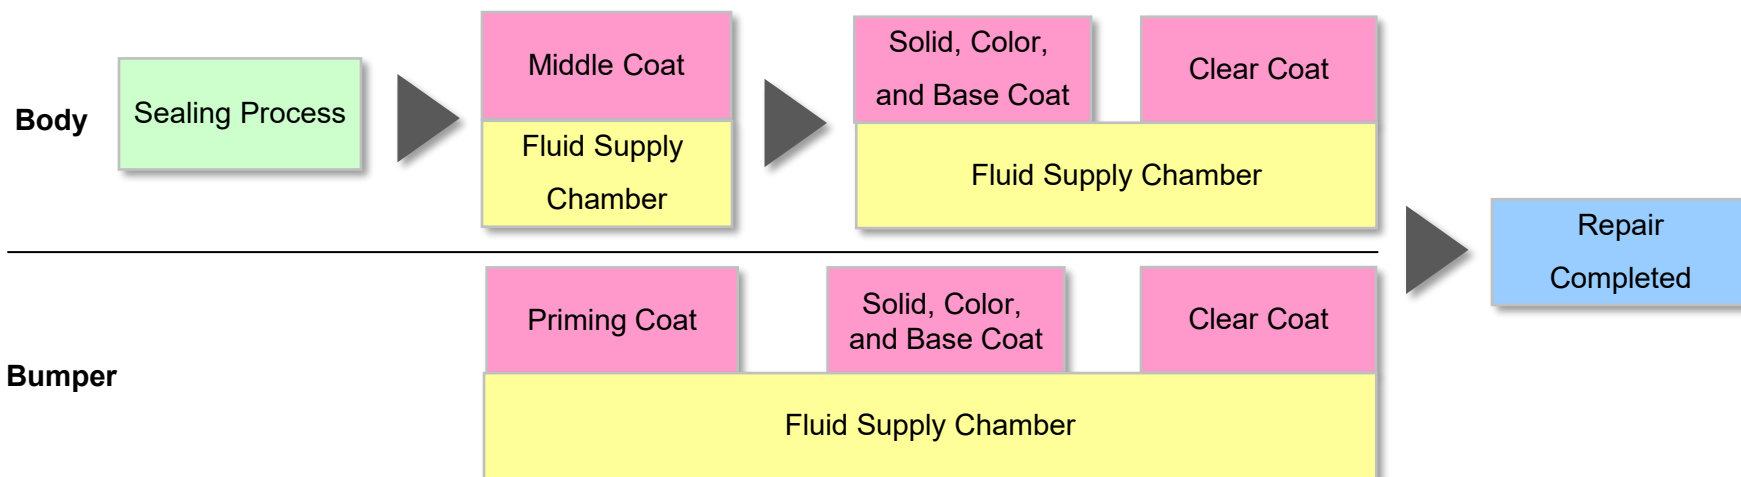 Body
Sealing Process
Middle Coat
Fluid Supply
Chamber
Solid, Color,
and Base Coat
Clear Coat
Fluid Supply Chamber
Repair
Completed
Bumper
Priming Coat
Solid, Color,
and Base Coat
Clear Coat
Fluid Supply Chamber